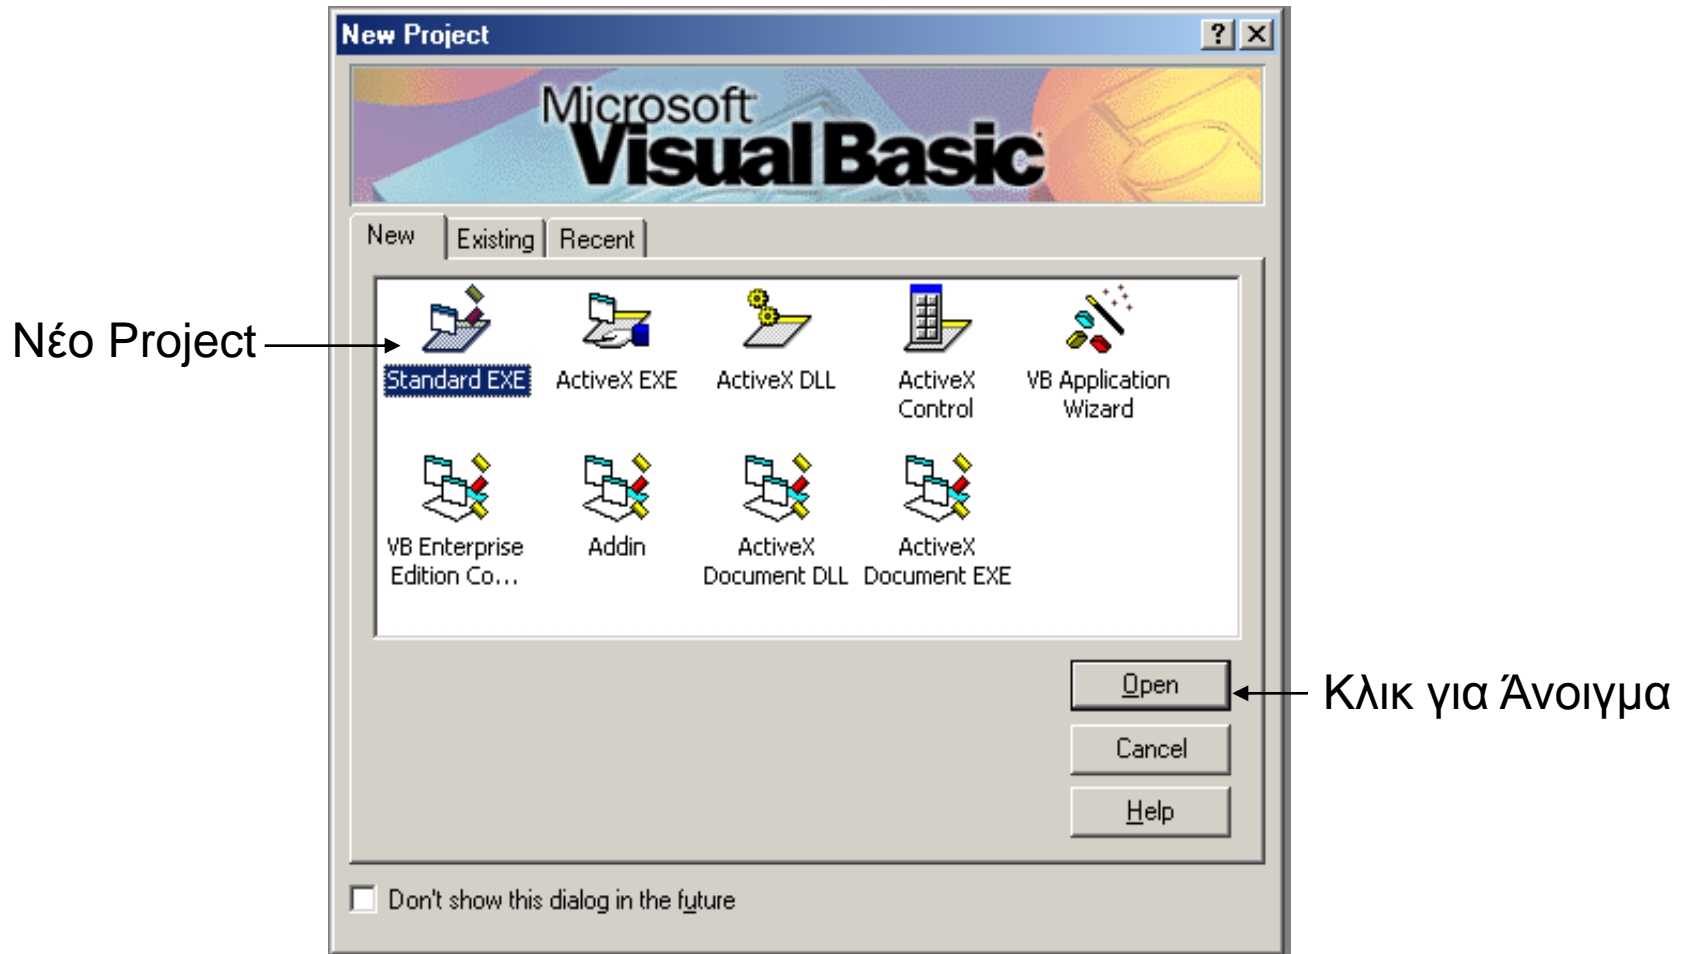 New Project
Microsoft
Visual Basic
New Existing Recent
Νέο Project
Standard EXE ActiveX EXE ActiveX DLL ActiveX Control VB Application Wizard
VB Enterprise Edition Co... Addin ActiveX Document DLL ActiveX Document EXE
Open
Κλικ για Άνοιγμα
Cancel
Help
Don't show this dialog in the future